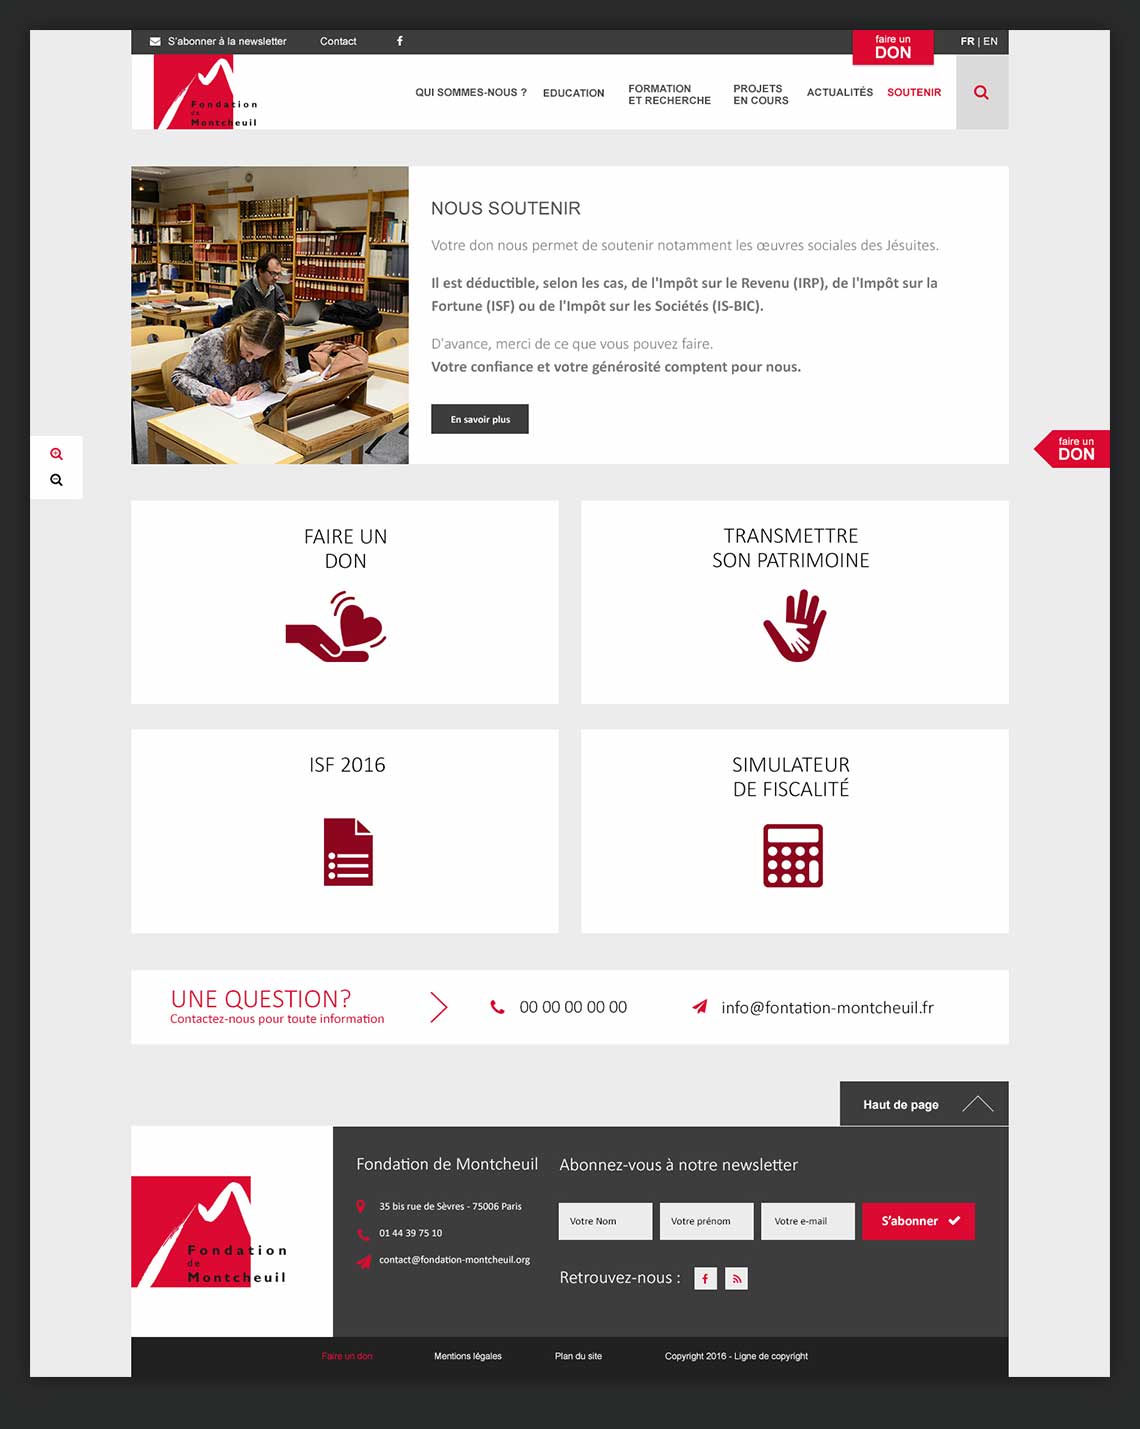 S'abonner à la newsletter
Contact
faire un
DON
FR | EN
Fondation
de
Montcheuil
QUI SOMMES-NOUS ?
EDUCATION
FORMATION
ET RECHERCHE
PROJETS
EN COURS
ACTUALITÉS
SOUTENIR
NOUS SOUTENIR
Votre don nous permet de soutenir notamment les œuvres sociales des Jésuites.
Il est déductible, selon les cas, de l'Impôt sur le Revenu (IRP), de l'Impôt sur la
Fortune (ISF) ou de l'Impôt sur les Sociétés (IS-BIC).
D'avance, merci de ce que vous pouvez faire.
Votre confiance et votre générosité comptent pour nous.
En savoir plus
faire un
DON
FAIRE UN
DON
TRANSMETTRE
SON PATRIMOINE
ISF 2016
SIMULATEUR
DE FISCALITÉ
UNE QUESTION?
Contactez-nous pour toute information
00 00 00 00 00
info@fontation-montcheuil.fr
Haut de page
Fondation
de
Montcheuil
Fondation de Montcheuil
35 bis rue de Sèvres - 75006 Paris
01 44 39 75 10
contact@fondation-montcheuil.org
Abonnez-vous à notre newsletter
Votre Nom
Votre prénom
Votre e-mail
S'abonner
Retrouvez-nous :
Faire un don
Mentions légales
Plan du site
Copyright 2016 - Ligne de copyright